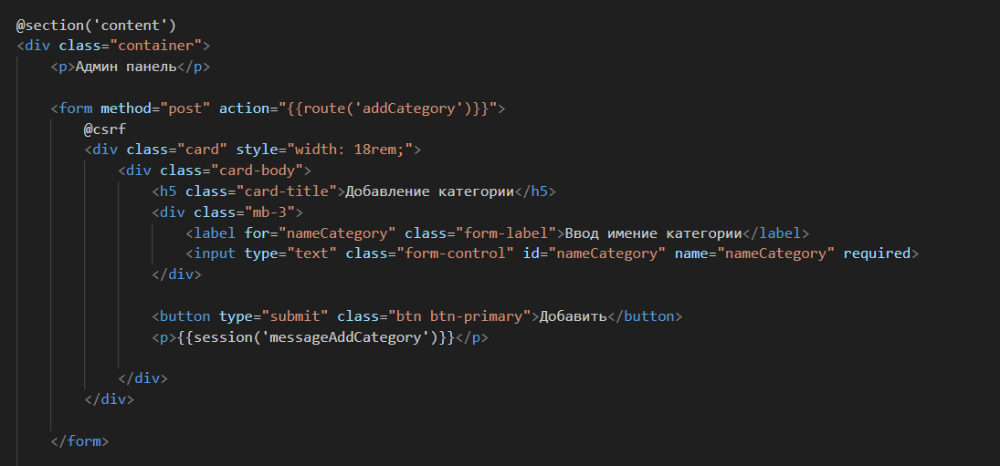 @section('content')
<div class="container">
<p>Админ панель</p>
<form method="post" action="{{route('addCategory')}}">
@csrf
<div class="card" style="width: 18rem;">
<div class="card-body">
<h5 class="card-title">Добавление категории</h5>
<div class="mb-3">
<label for="nameCategory" class="form-label">Ввод имение категории</label>
<input type="text" class="form-control" id="nameCategory" name="nameCategory" required>
</div>
<button type="submit" class="btn btn-primary">Добавить</button>
<p>{{session('messageAddCategory')}}</p>
</div>
</div>
</form>